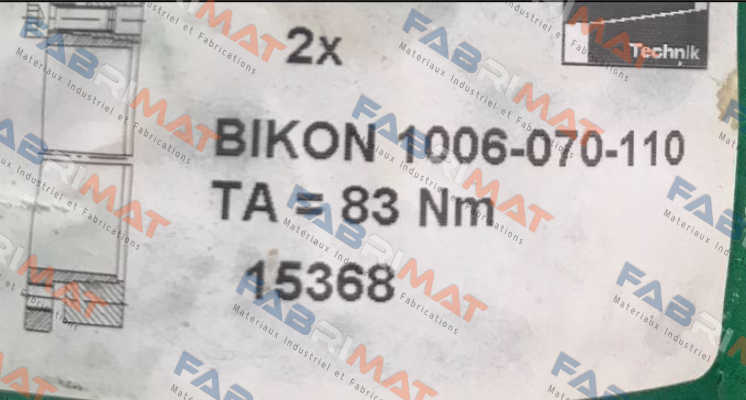 Technik
2x
BIKON 1006-070-110
TA = 83 Nm
15368
FABRIMAT
Matériaux Industriel et Fabrications